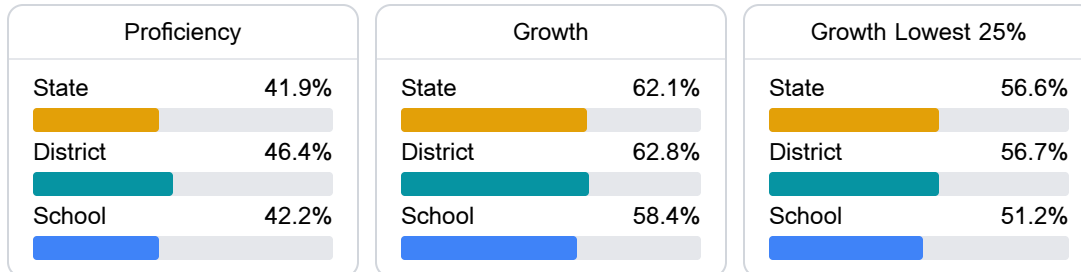 Proficiency
State 41.9%
District 46.4%
School 42.2%
Growth
State 62.1%
District 62.8%
School 58.4%
Growth Lowest 25%
State 56.6%
District 56.7%
School 51.2%